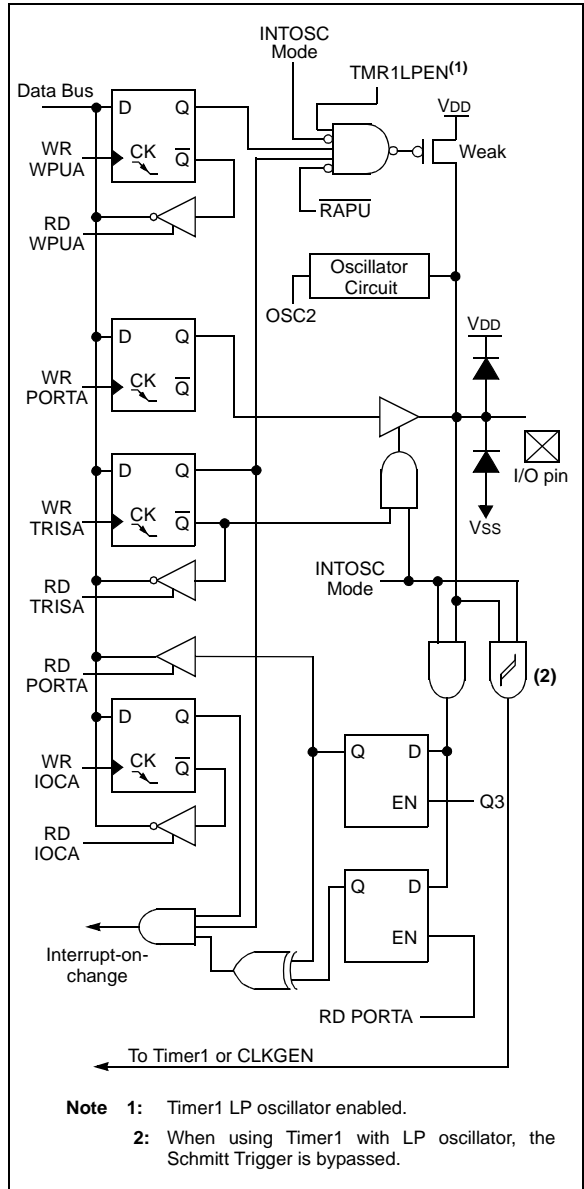 INTOSC
Mode
TMR1LPEN(1)
Data Bus
VDD
D Q
WR
WPUA
CK Q
Weak
RD
WPUA
RAPU
Oscillator
Circuit
OSC2
VDD
D Q
WR
PORTA
CK Q
I/O pin
D Q
WR
TRISA
CK Q
VSS
INTOSC
Mode
RD
TRISA
(2)
RD
PORTA
D Q
WR
IOCA
CK Q
Q D
EN
Q3
RD
IOCA
Q D
EN
Interrupt-on-
change
RD PORTA
To Timer1 or CLKGEN
Note 1: Timer1 LP oscillator enabled.
2: When using Timer1 with LP oscillator, the
Schmitt Trigger is bypassed.